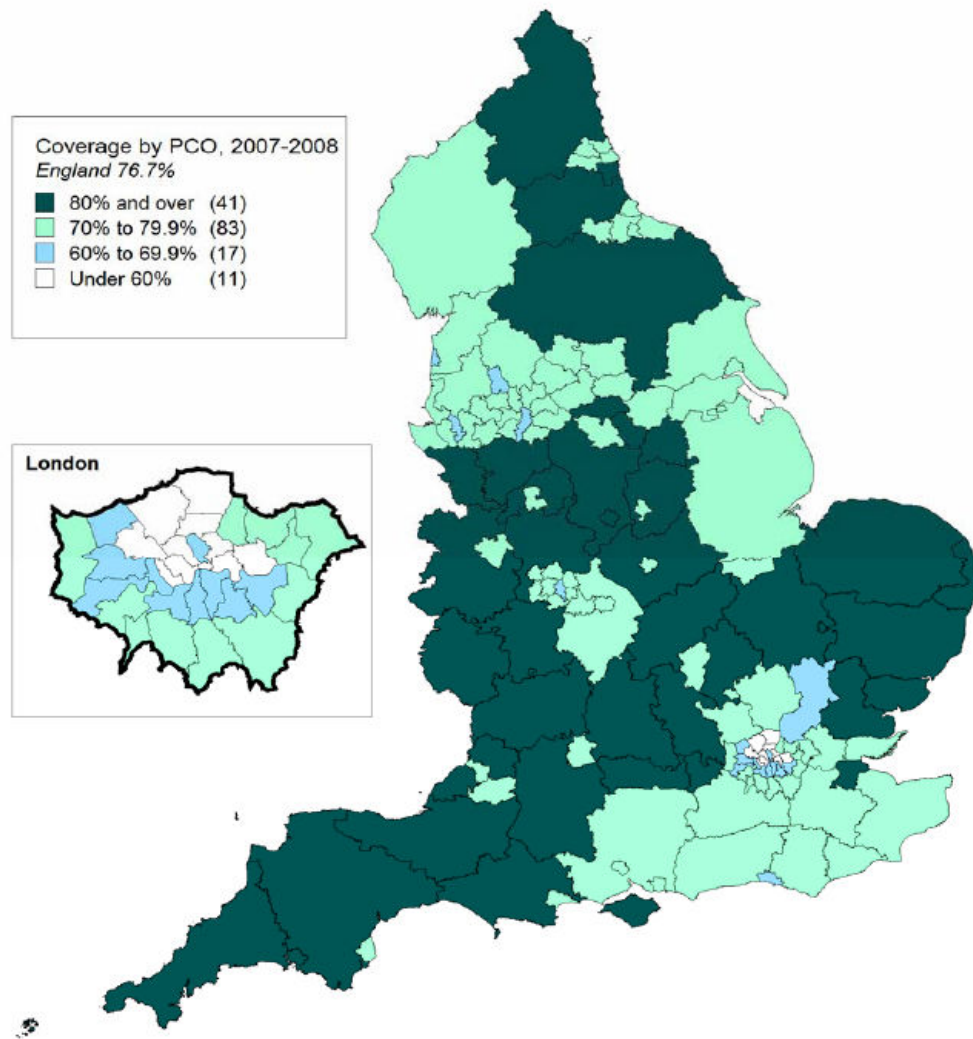 Coverage by PCO, 2007-2008
England 76.7%
80% and over (41)
70% to 79.9% (83)
60% to 69.9% (17)
Under 60% (11)
London